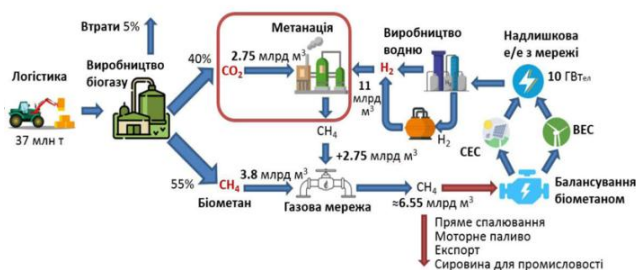 Втрати 5%
Виробництво
біогазу
Логістика
37 млн т
40%
CO₂
2.75 млрд м³
Метанація
H₂
11
млрд
м³
Виробництво
водню
H₂
Надлишкова
е/е з мережі
10 ГВтел
СЕС
ВЕС
CH₄
+2.75 млрд м³
55%
CH₄
Біометан
3.8 млрд м³
Газова мережа
CH₄
≈6.55 млрд м³
Балансування
біометаном
Пряме спалювання
Моторне паливо
Експорт
Сировина для промисловості